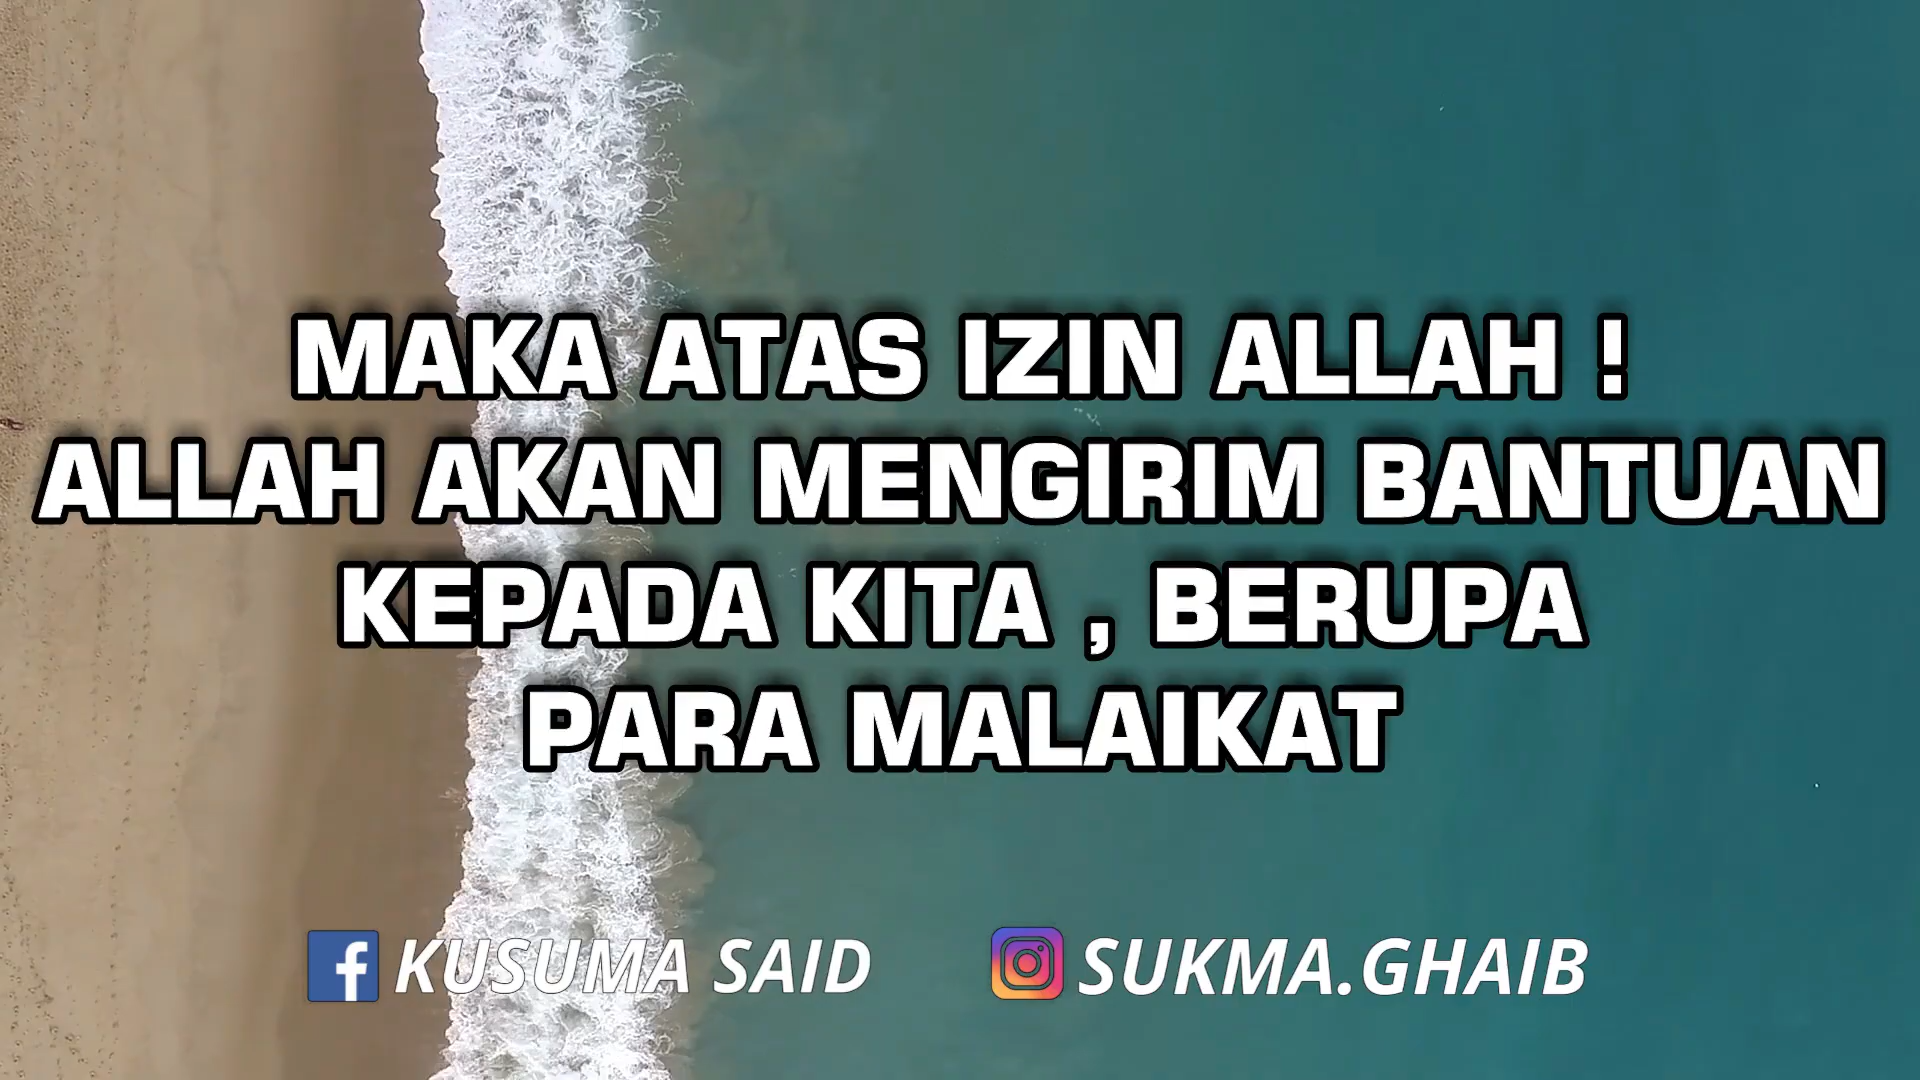 MAKA ATAS IZIN ALLAH !
ALLAH AKAN MENGIRIM BANTUAN
KEPADA KITA , BERUPA
PARA MALAIKAT
KUSUMA SAID
SUKMA.GHAIB